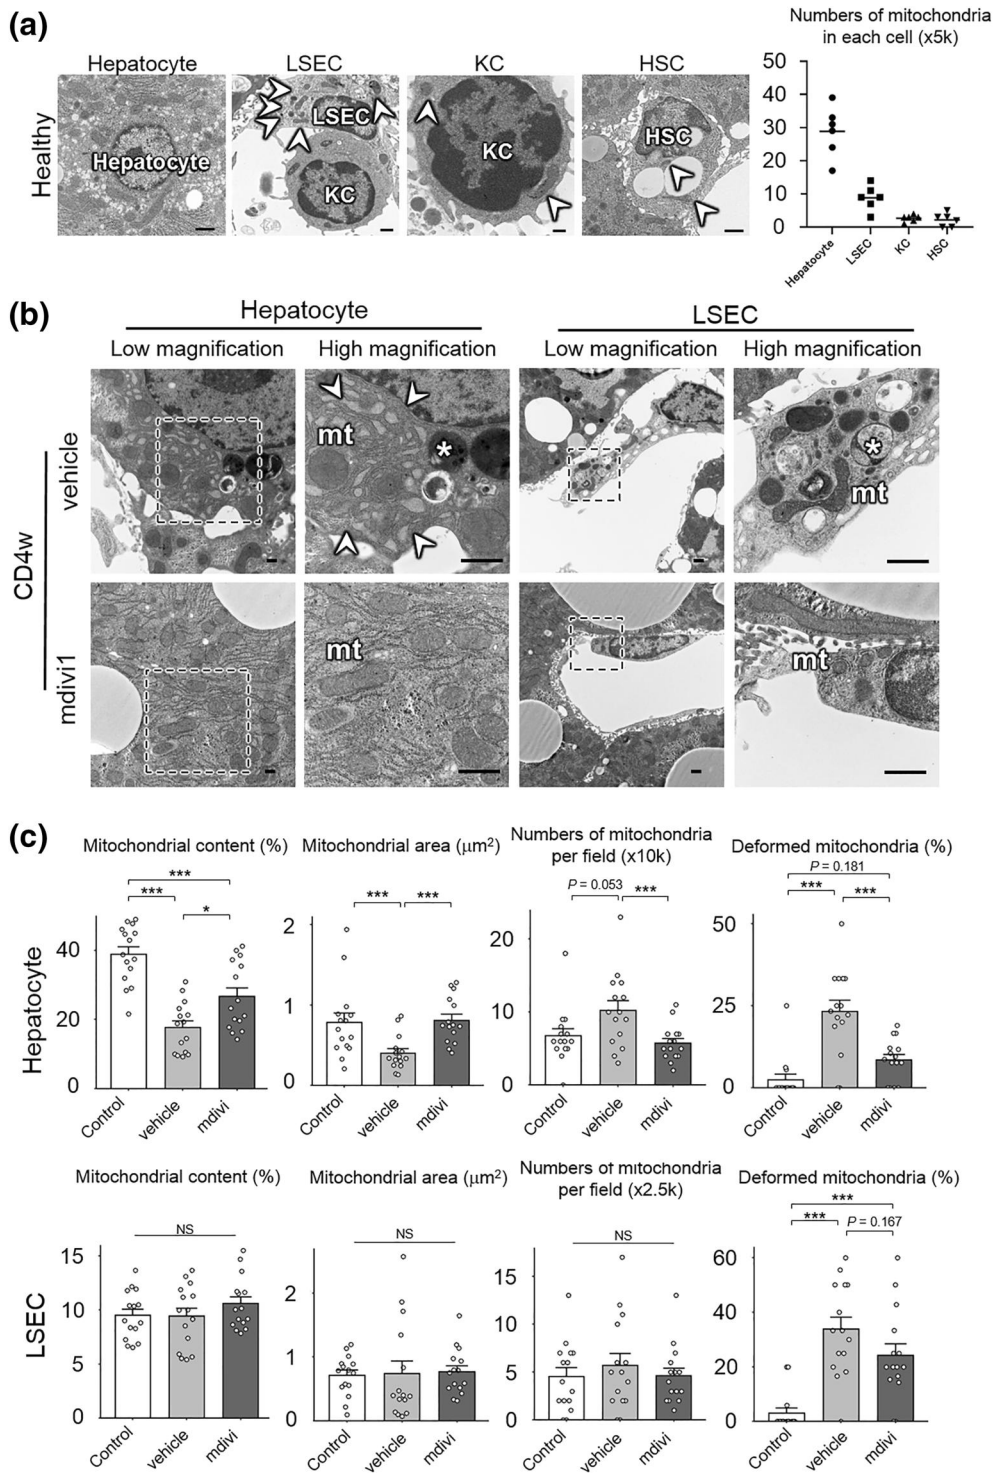 (a)
Hepatocyte
LSEC
KC
HSC
Numbers of mitochondria
in each cell (x5k)
Healthy
Hepatocyte
LSEC
KC
KC
HSC
50
40
30
20
10
0
Hepatocyte
LSEC
KC
HSC
(b)
Hepatocyte
LSEC
Low magnification
High magnification
Low magnification
High magnification
CD4w
vehicle
mt
*
*
mt
mdivi1
mt
mt
(c)
Hepatocyte
Mitochondrial content (%)
***
***
*
40
20
0
Control
vehicle
mdivi
Mitochondrial area (μm²)
***
***
2
1
0
Control
vehicle
mdivi
Numbers of mitochondria
per field (x10k)
P = 0.053
***
20
10
0
Control
vehicle
mdivi
Deformed mitochondria (%)
P = 0.181
***
***
50
25
0
Control
vehicle
mdivi
LSEC
Mitochondrial content (%)
NS
15
10
5
0
Control
vehicle
mdivi
Mitochondrial area (μm²)
NS
2
1
0
Control
vehicle
mdivi
Numbers of mitochondria
per field (x2.5k)
NS
15
10
5
0
Control
vehicle
mdivi
Deformed mitochondria (%)
***
***
P = 0.167
60
40
20
0
Control
vehicle
mdivi